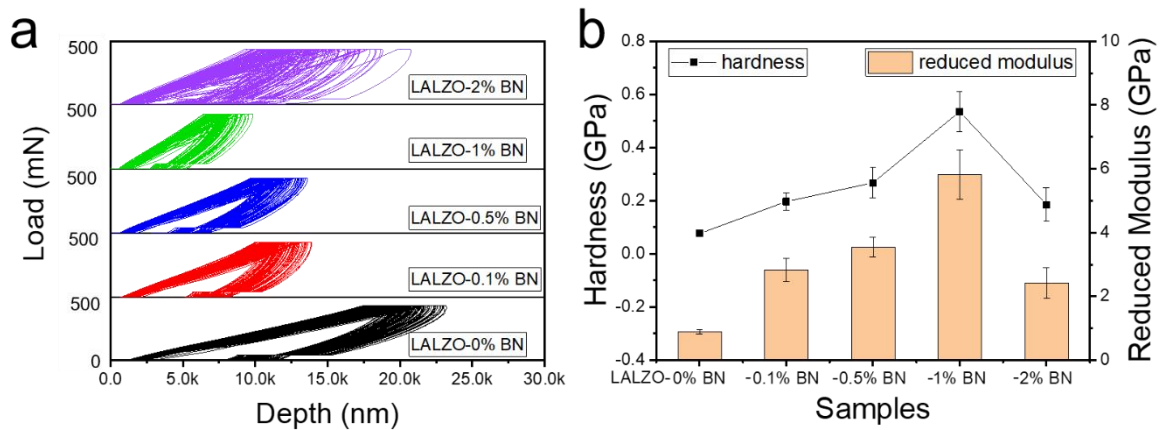 a
500
LALZO-2% BN
500
LALZO-1% BN
500
LALZO-0.5% BN
500
LALZO-0.1% BN
500
LALZO-0% BN
0
0.0 5.0k 10.0k 15.0k 20.0k 25.0k 30.0k
Depth (nm)
Load (mN)
b
hardness
reduced modulus
0.8
0.6
0.4
0.2
0.0
-0.2
-0.4
Hardness (GPa)
10
8
6
4
2
0
Reduced Modulus (GPa)
LALZO-0% BN -0.1% BN -0.5% BN -1% BN -2% BN
Samples